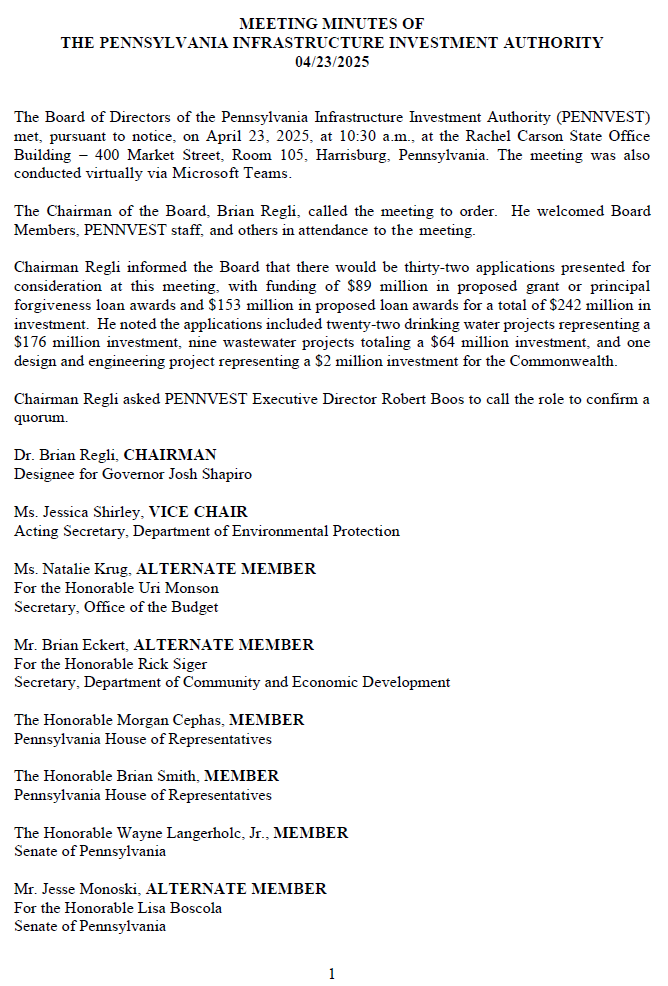 MEETING MINUTES OF
THE PENNSYLVANIA INFRASTRUCTURE INVESTMENT AUTHORITY
04/23/2025
The Board of Directors of the Pennsylvania Infrastructure Investment Authority (PENNVEST)
met, pursuant to notice, on April 23, 2025, at 10:30 a.m., at the Rachel Carson State Office
Building – 400 Market Street, Room 105, Harrisburg, Pennsylvania. The meeting was also
conducted virtually via Microsoft Teams.
The Chairman of the Board, Brian Regli, called the meeting to order.  He welcomed Board
Members, PENNVEST staff, and others in attendance to the meeting.
Chairman Regli informed the Board that there would be thirty-two applications presented for
consideration at this meeting, with funding of $89 million in proposed grant or principal
forgiveness loan awards and $153 million in proposed loan awards for a total of $242 million in
investment.  He noted the applications included twenty-two drinking water projects representing a
$176 million investment, nine wastewater projects totaling a $64 million investment, and one
design and engineering project representing a $2 million investment for the Commonwealth.
Chairman Regli asked PENNVEST Executive Director Robert Boos to call the role to confirm a
quorum.
Dr. Brian Regli, CHAIRMAN
Designee for Governor Josh Shapiro
Ms. Jessica Shirley, VICE CHAIR
Acting Secretary, Department of Environmental Protection
Ms. Natalie Krug, ALTERNATE MEMBER
For the Honorable Uri Monson
Secretary, Office of the Budget
Mr. Brian Eckert, ALTERNATE MEMBER
For the Honorable Rick Siger
Secretary, Department of Community and Economic Development
The Honorable Morgan Cephas, MEMBER
Pennsylvania House of Representatives
The Honorable Brian Smith, MEMBER
Pennsylvania House of Representatives
The Honorable Wayne Langerholc, Jr., MEMBER
Senate of Pennsylvania
Mr. Jesse Monoski, ALTERNATE MEMBER
For the Honorable Lisa Boscola
Senate of Pennsylvania
1